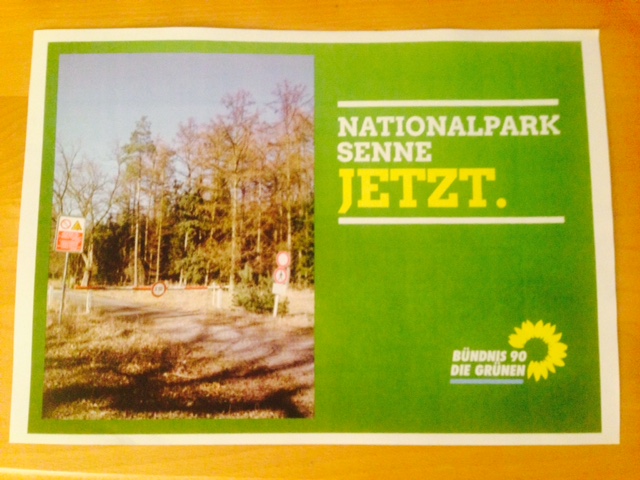 NATIONALPARK
SENNE
JETZT.
BÜNDNIS 90
DIE GRÜNEN